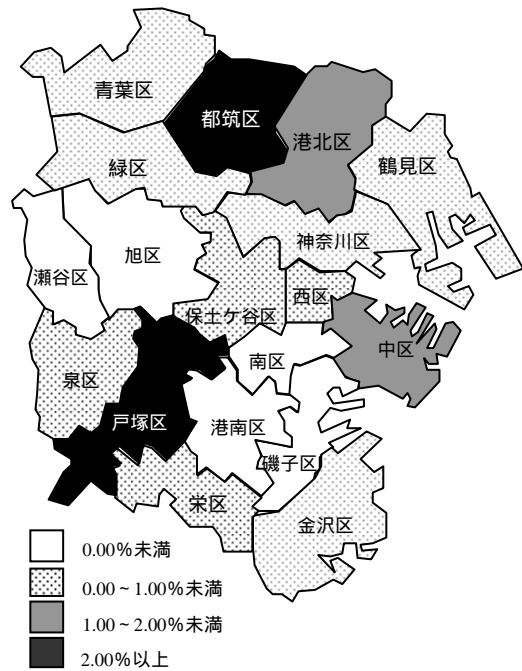 青葉区
都筑区
港北区
鶴見区
緑区
神奈川区
旭区
瀬谷区
西区
保土ケ谷区
中区
南区
泉区
戸塚区
港南区
磯子区
栄区
金沢区
0.00%未満
0.00~1.00%未満
1.00~2.00%未満
2.00%以上